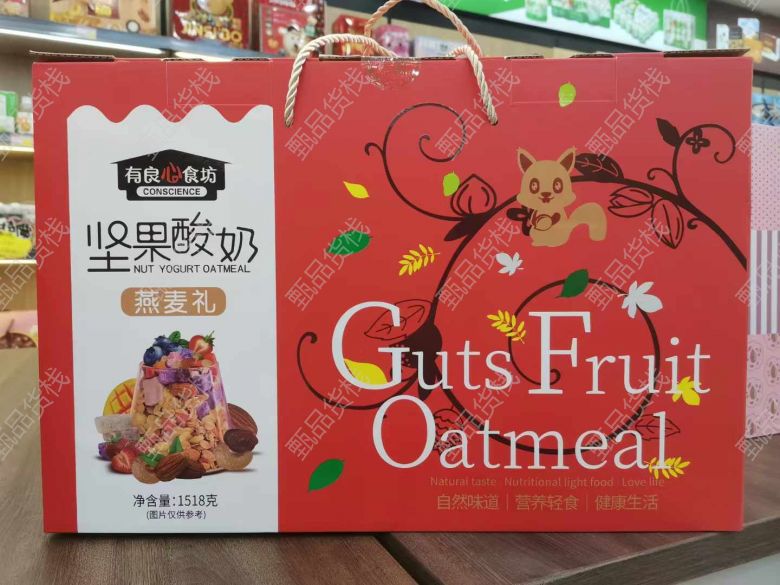 有良心食坊
CONSCIENCE
坚果酸奶
NUT YOGURT OATMEAL
燕麦礼
净含量:1518克
(图片仅供参考)
Guts Fruit
Oatmeal
Natural taste · Nutritional light food · Love life
自然味道｜营养轻食｜健康生活
甄品货栈